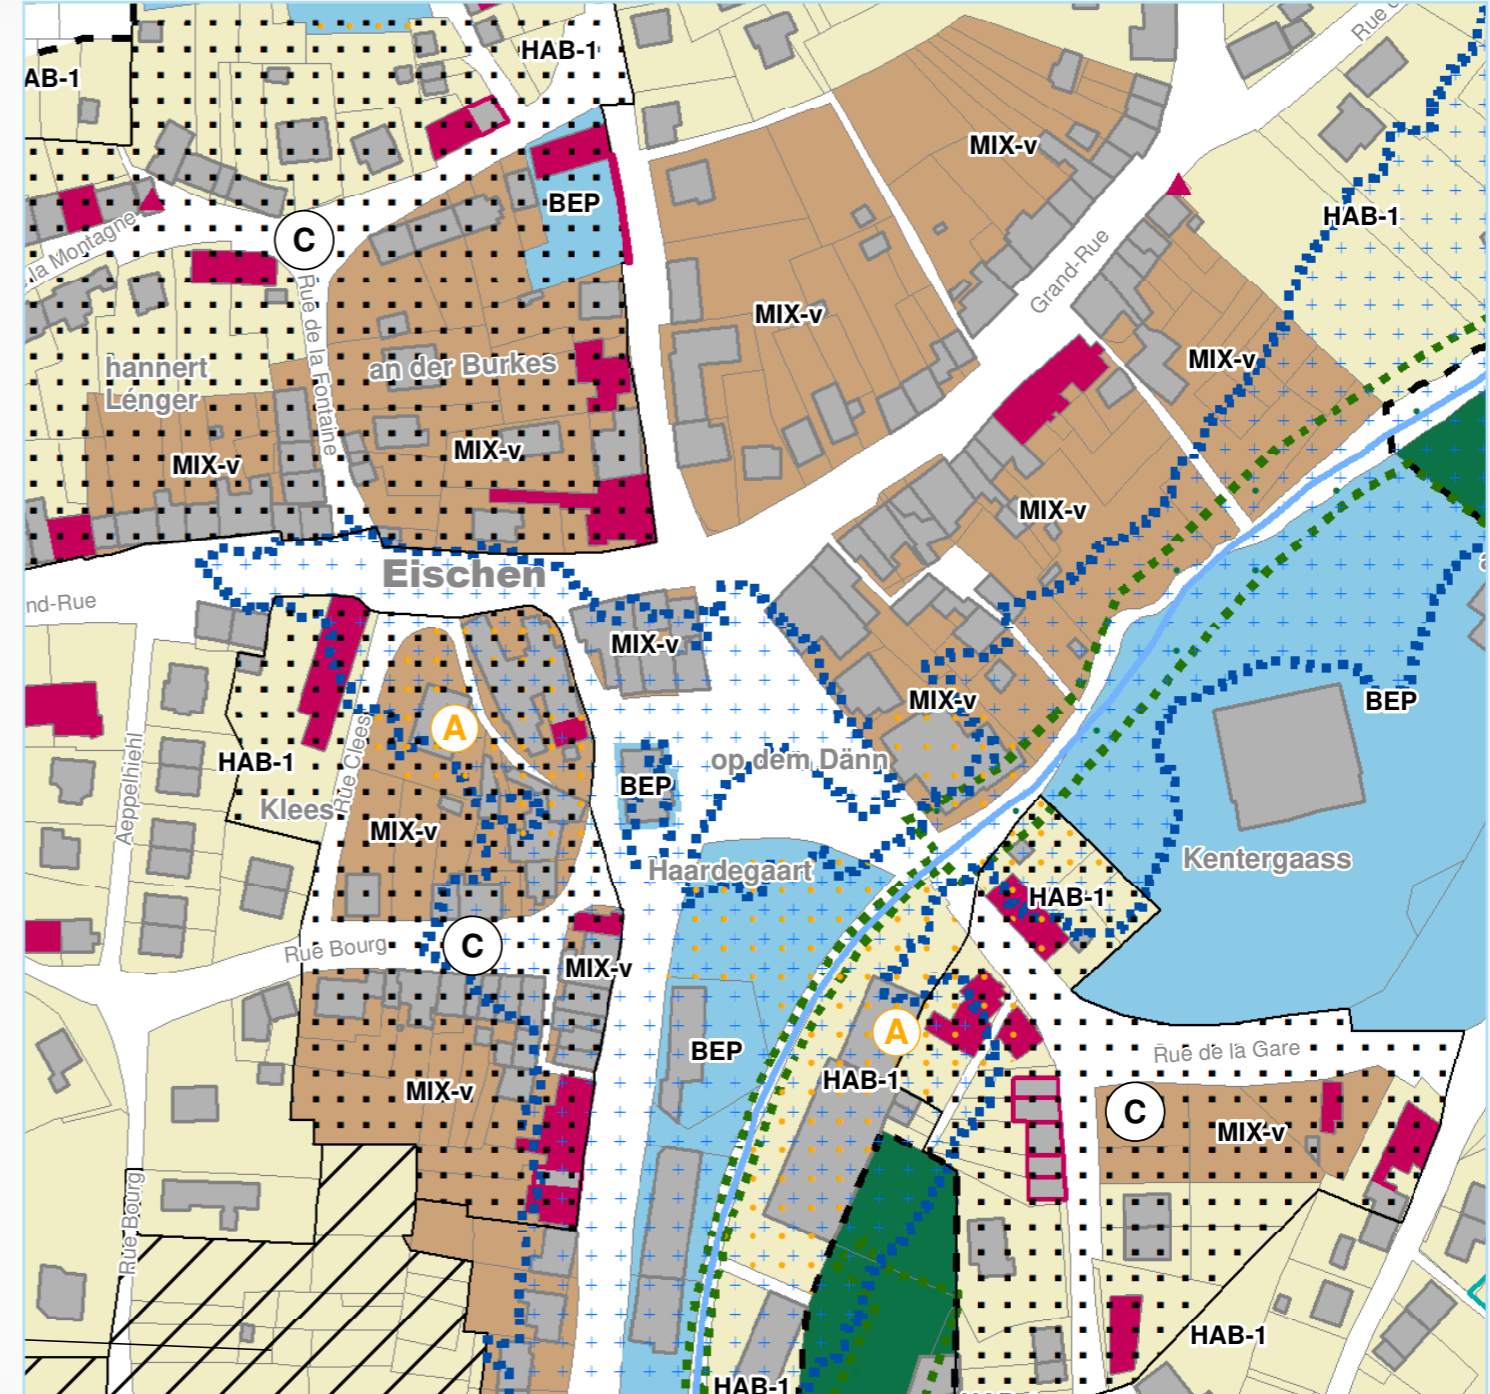 HAB-1
AB-1
Rue
MIX-v
BEP
HAB-1
la Montagne
C
Grand-Rue
Rue de la Fontaine
MIX-v
MIX-v
hannert
Lénger
an der Burkes
MIX-v
MIX-v
MIX-v
Eischen
nd-Rue
MIX-v
MIX-v
BEP
A
Rue Clees
HAB-1
Aeppelhiehl
op dem Dänn
BEP
Klees
MIX-v
Kentergaass
Haardegaart
HAB-1
Rue Bourg
C
MIX-v
A
BEP
Rue de la Gare
HAB-1
MIX-v
C
MIX-v
Rue Bourg
HAB-1
HAB-1